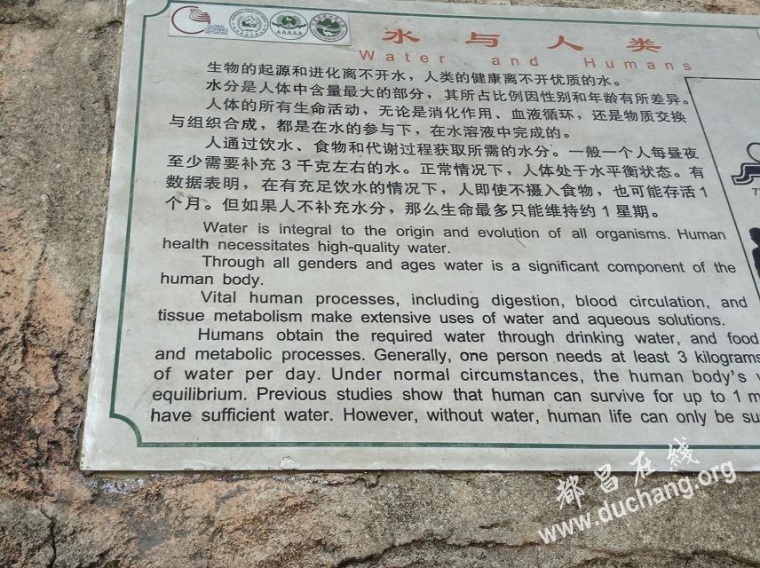 水与人类
Water and Humans
生物的起源和进化离不开水，人类的健康离不开优质的水。
水分是人体中含量最大的部分，其所占比例因性别和年龄有所差异。
人体的所有生命活动，无论是消化作用、血液循环，还是物质交换
与组织合成，都是在水的参与下，在水溶液中完成的。
人通过饮水、食物和代谢过程获取所需的水分。一般一个人每昼夜
至少需要补充3千克左右的水。正常情况下，人体处于水平衡状态。有
数据表明，在有充足饮水的情况下，人即使不摄入食物，也可能存活1
个月。但如果人不补充水分，那么生命最多只能维持约1星期。
Water is integral to the origin and evolution of all organisms. Human
health necessitates high-quality water.
Through all genders and ages water is a significant component of the
human body.
Vital human processes, including digestion, blood circulation, and
tissue metabolism make extensive uses of water and aqueous solutions.
Humans obtain the required water through drinking water, and food
and metabolic processes. Generally, one person needs at least 3 kilograms
of water per day. Under normal circumstances, the human body's
equilibrium. Previous studies show that human can survive for up to 1
have sufficient water. However, without water, human life can only be
都昌在线
www.duchang.org